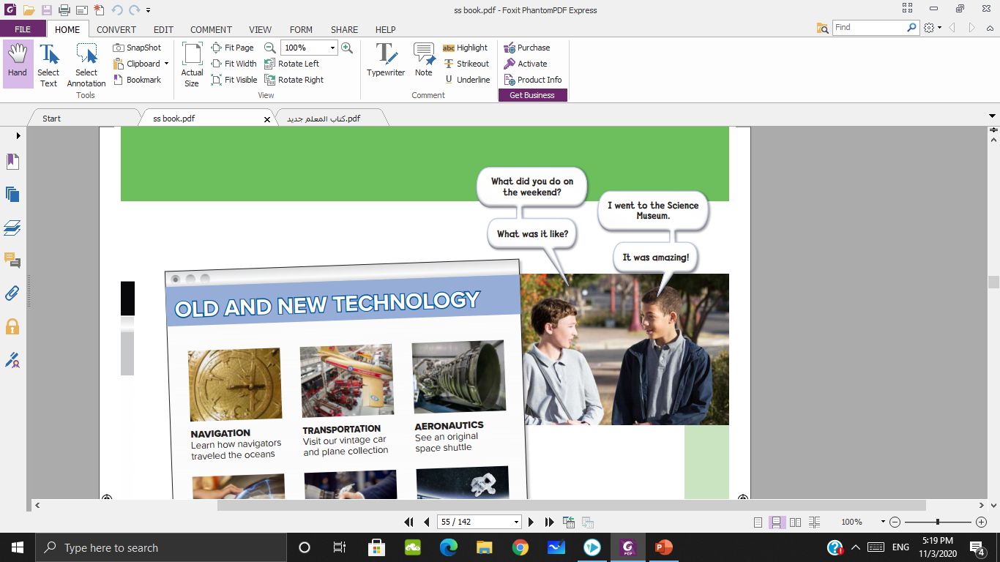 ss book.pdf - Foxit PhantomPDF Express
FILE
HOME
CONVERT
EDIT
COMMENT
VIEW
FORM
SHARE
HELP
Find
Hand
Select
Text
Select
Annotation
SnapShot
Clipboard
Bookmark
Tools
Actual
Size
Fit Page
Fit Width
Fit Visible
100%
Rotate Left
Rotate Right
View
Typewriter
Note
abc Highlight
T Strikeout
U Underline
Comment
Purchase
Activate
Product Info
Get Business
Start
ss book.pdf
كتاب المعلم جديد.pdf
What did you do on
the weekend?
I went to the Science
Museum.
What was it like?
It was amazing!
OLD AND NEW TECHNOLOGY
NAVIGATION
Learn how navigators
traveled the oceans
TRANSPORTATION
Visit our vintage car
and plane collection
AERONAUTICS
See an original
space shuttle
55 / 142
100%
Type here to search
PDF
ENG
5:19 PM
11/3/2020
4